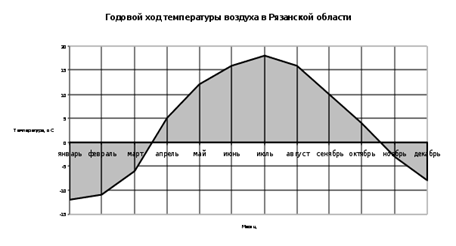 Годовой ход температуры воздуха в Рязанской области
20
15
10
5
0
-5
-10
-15
Температура, в С
январь февраль март апрель май июнь июль август сентябрь октябрь ноябрь декабрь
Месяц